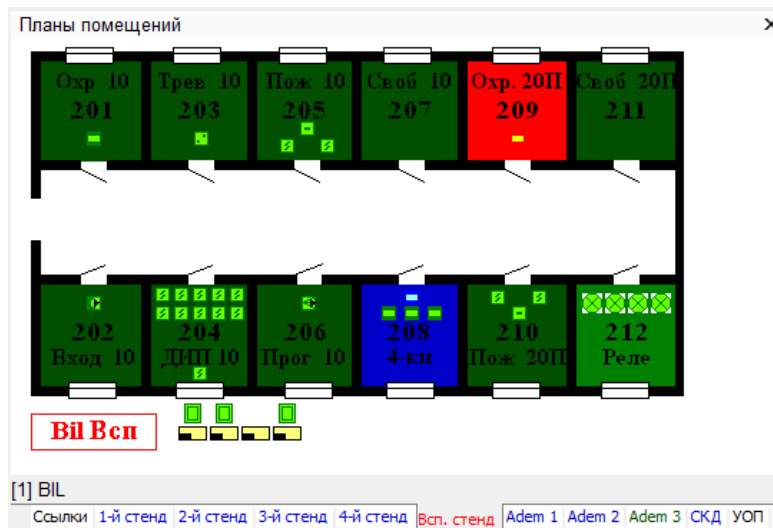 Планы помещений
Охр 10 Трев 10 Пож 10 Своб 10 Охр. 20П Своб 20П
201 203 205 207 209 211
202 204 206 208 210 212
Вход 10 ДИП 10 Прог 10 4-ки Пож 20П Реле
Bil Всп
[1] BIL
Ссылки 1-й стенд 2-й стенд 3-й стенд 4-й стенд Всп. стенд Adem 1 Adem 2 Adem 3 СКД УОП